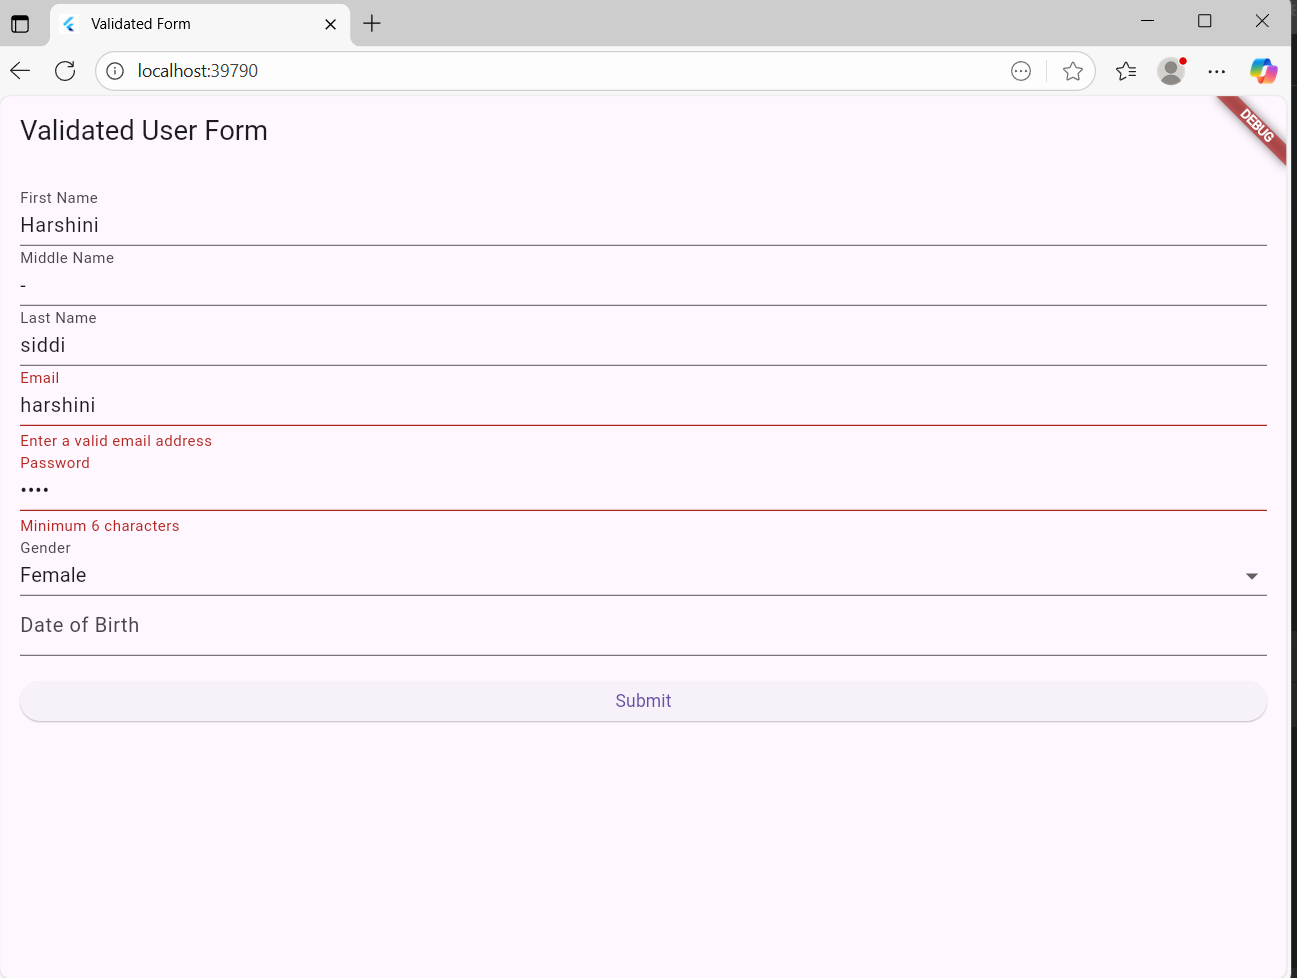 Validated Form
localhost:39790
Validated User Form
DEBUG
First Name
Harshini
Middle Name
-
Last Name
siddi
Email
harshini
Enter a valid email address
Password
••••
Minimum 6 characters
Gender
Female
Date of Birth
Submit